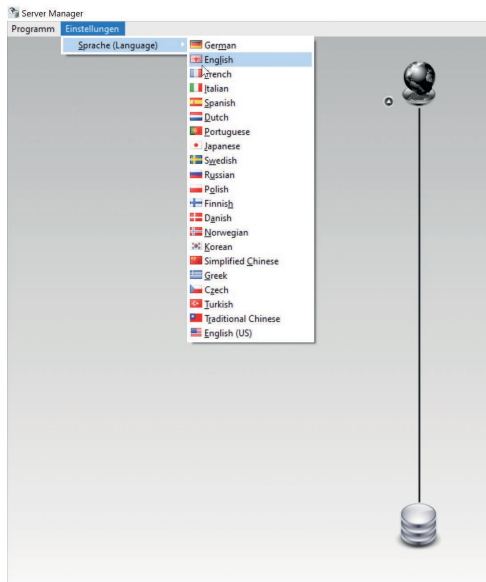 Server Manager
Programm Einstellungen
Sprache (Language)
German
English
French
Italian
Spanish
Dutch
Portuguese
Japanese
Swedish
Russian
Polish
Finnish
Danish
Norwegian
Korean
Simplified Chinese
Greek
Czech
Turkish
Traditional Chinese
English (US)